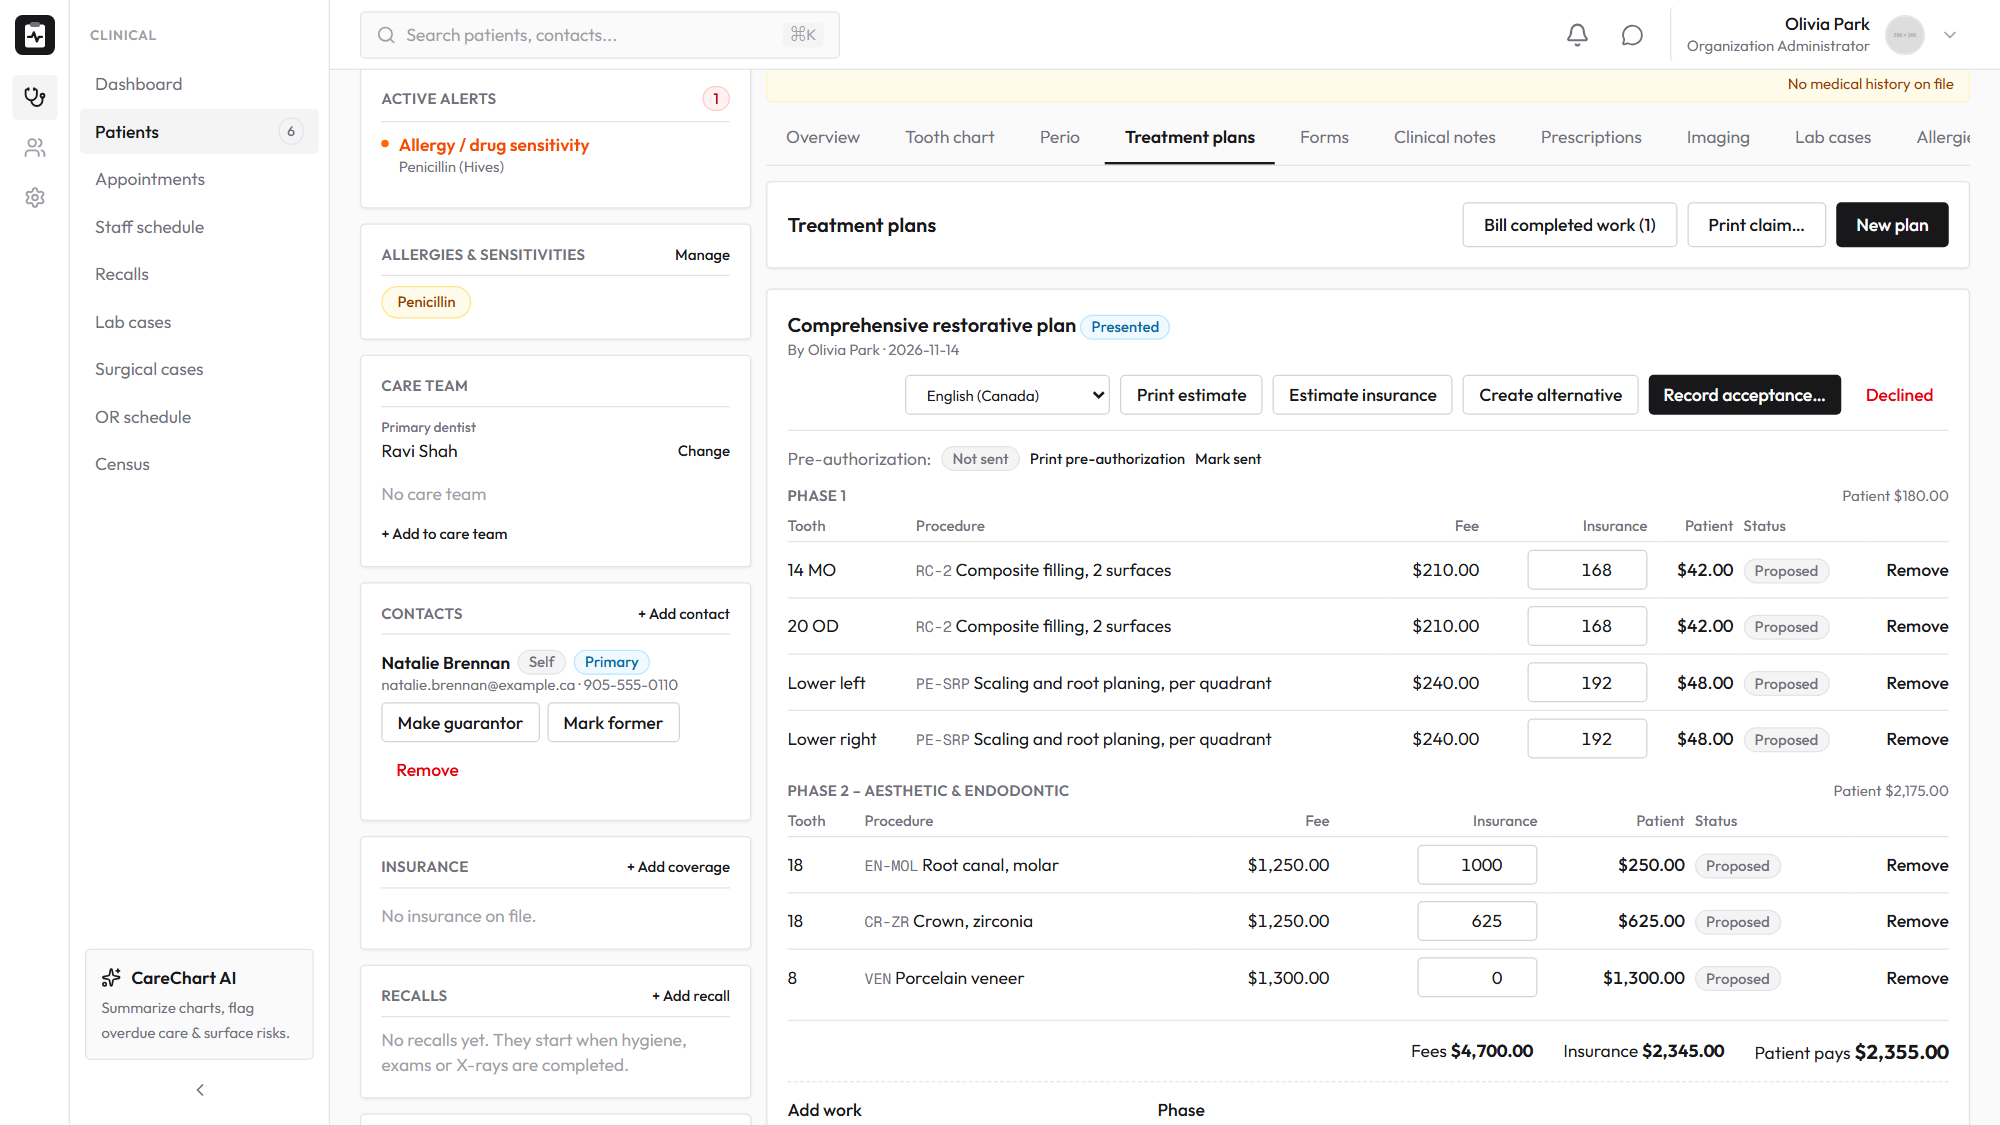 CLINICAL
Dashboard
Patients 6
Appointments
Staff schedule
Recalls
Lab cases
Surgical cases
OR schedule
Census
CareChart AI
Summarize charts, flag
overdue care & surface risks.
Search patients, contacts... ⌘K
Olivia Park
Organization Administrator
ACTIVE ALERTS 1
Allergy / drug sensitivity
Penicillin (Hives)
ALLERGIES & SENSITIVITIES Manage
Penicillin
CARE TEAM
Primary dentist
Ravi Shah Change
No care team
+ Add to care team
CONTACTS + Add contact
Natalie Brennan Self Primary
natalie.brennan@example.ca · 905-555-0110
Make guarantor Mark former
Remove
INSURANCE + Add coverage
No insurance on file.
RECALLS + Add recall
No recalls yet. They start when hygiene,
exams or X-rays are completed.
No medical history on file
Overview Tooth chart Perio Treatment plans Forms Clinical notes Prescriptions Imaging Lab cases Allergie
Treatment plans Bill completed work (1) Print claim... New plan
Comprehensive restorative plan Presented
By Olivia Park · 2026-11-14
English (Canada) Print estimate Estimate insurance Create alternative Record acceptance... Declined
Pre-authorization: Not sent Print pre-authorization Mark sent
PHASE 1 Patient $180.00
Tooth Procedure Fee Insurance Patient Status
14 MO RC-2 Composite filling, 2 surfaces $210.00 168 $42.00 Proposed Remove
20 OD RC-2 Composite filling, 2 surfaces $210.00 168 $42.00 Proposed Remove
Lower left PE-SRP Scaling and root planing, per quadrant $240.00 192 $48.00 Proposed Remove
Lower right PE-SRP Scaling and root planing, per quadrant $240.00 192 $48.00 Proposed Remove
PHASE 2 – AESTHETIC & ENDODONTIC Patient $2,175.00
Tooth Procedure Fee Insurance Patient Status
18 EN-MOL Root canal, molar $1,250.00 1000 $250.00 Proposed Remove
18 CR-ZR Crown, zirconia $1,250.00 625 $625.00 Proposed Remove
8 VEN Porcelain veneer $1,300.00 0 $1,300.00 Proposed Remove
Fees $4,700.00 Insurance $2,345.00 Patient pays $2,355.00
Add work Phase